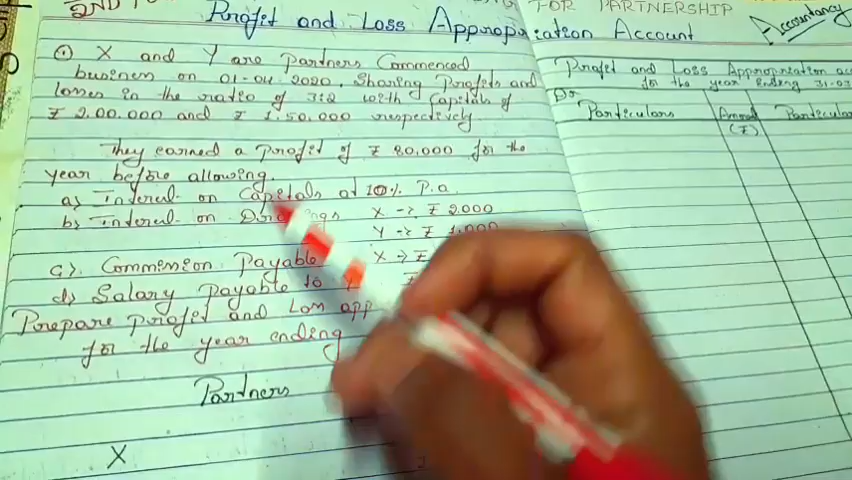 2ND
FOR PARTNERSHIP
Accountancy
Profit and Loss Appropriation Account
① X and Y are Partners Commenced
business on 01-04-2020, Sharing Profits and
losses in the ratio of 3:2 with Capitals of
₹ 2,00,000 and ₹ 1,50,000 respectively
They earned a profit of ₹ 80,000 for the
year before allowing.
a) Interest on Capitals at 10% P.a.
b) Interest on X → ₹ 2,000
Y → ₹ 1,000
c). Commission Payable X → ₹
d) Salary Payable to
Prepare profit and Loss app
for the year ending
Partners
X
Profit and Loss Appropriation
for the year ending 31-03
Dr
Particulars
Particular
(₹)